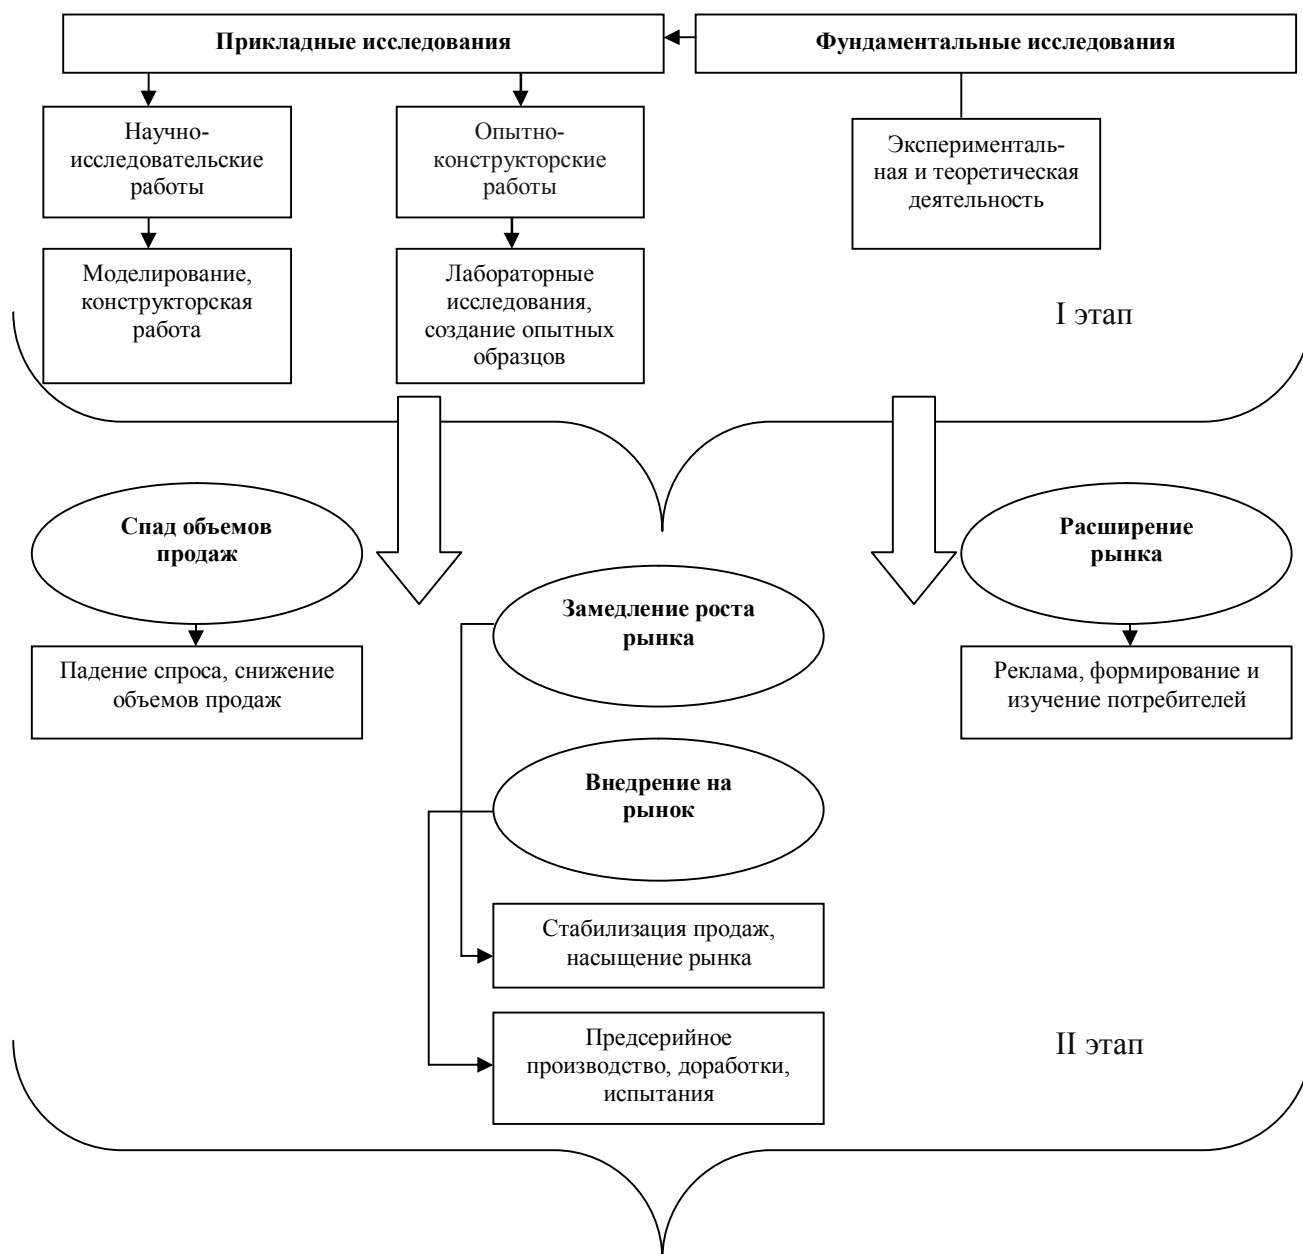 Прикладные исследования
Фундаментальные исследования
Научно-
исследовательские
работы
Опытно-
конструкторские
работы
Эксперименталь-
ная и теоретическая
деятельность
Моделирование,
конструкторская
работа
Лабораторные
исследования,
создание опытных
образцов
I этап
Спад объемов
продаж
Расширение
рынка
Замедление роста
рынка
Падение спроса, снижение
объемов продаж
Реклама, формирование и
изучение потребителей
Внедрение на
рынок
Стабилизация продаж,
насыщение рынка
Предсерийное
производство, доработки,
испытания
II этап